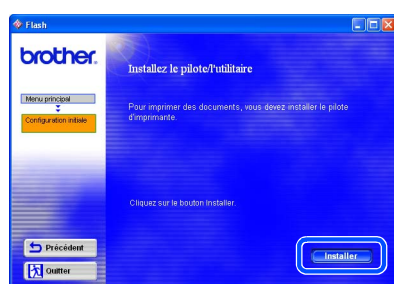 Flash
brother.
Installez le pilote/l'utilitaire
Menu principal
Configuration initiale
Pour imprimer des documents, vous devez installer le pilote
d'imprimante.
Cliquez sur le bouton Installer.
Précédent
Installer
Quitter